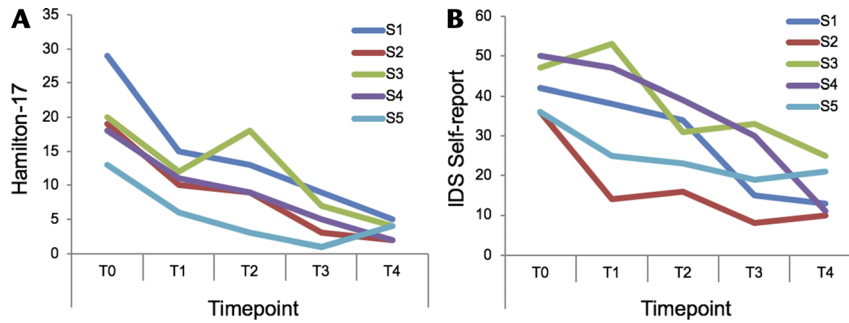 A
Hamilton-17
35
30
25
20
15
10
5
0
S1
S2
S3
S4
S5
T0 T1 T2 T3 T4
Timepoint
B
IDS Self-report
60
50
40
30
20
10
0
S1
S2
S3
S4
S5
T0 T1 T2 T3 T4
Timepoint